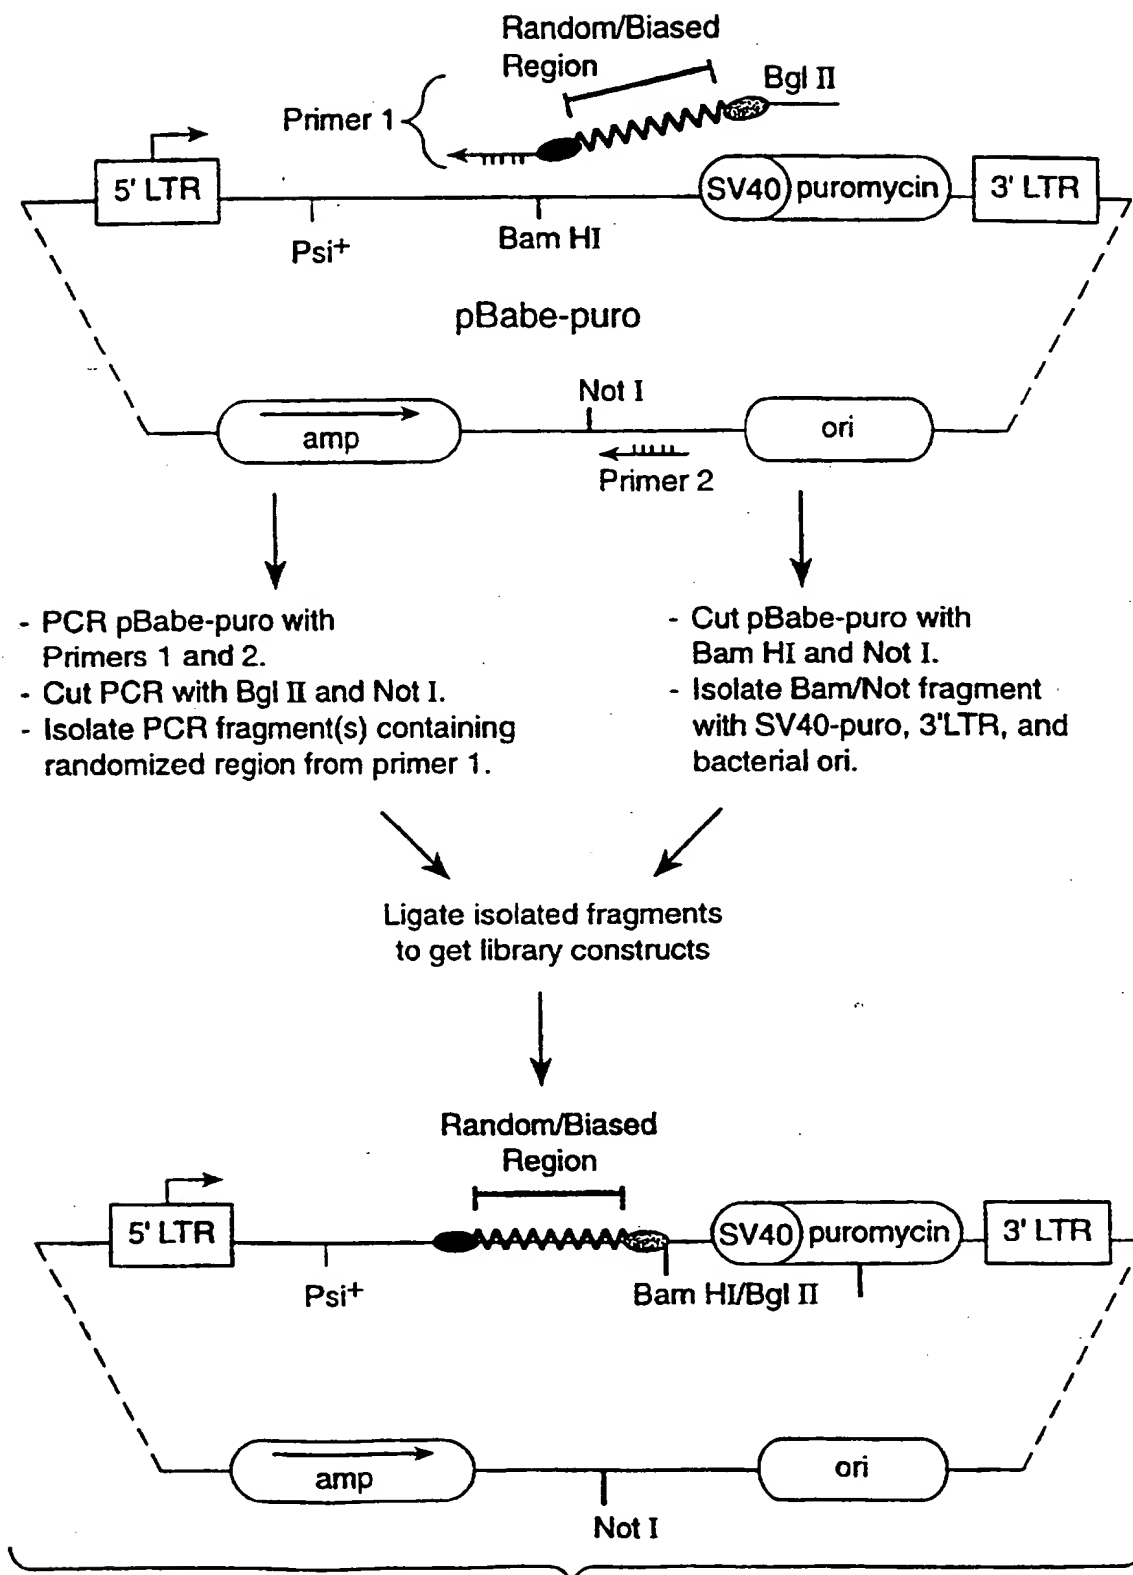 Random/Biased
Region
Bgl II
Primer 1
5' LTR
SV40
puromycin
3' LTR
Psi+
Bam HI
pBabe-puro
Not I
amp
ori
Primer 2
- PCR pBabe-puro with
Primers 1 and 2.
- Cut PCR with Bgl II and Not I.
- Isolate PCR fragment(s) containing
randomized region from primer 1.
- Cut pBabe-puro with
Bam HI and Not I.
- Isolate Bam/Not fragment
with SV40-puro, 3'LTR, and
bacterial ori.
Ligate isolated fragments
to get library constructs
Random/Biased
Region
5' LTR
SV40
puromycin
3' LTR
Psi+
Bam HI/Bgl II
amp
ori
Not I